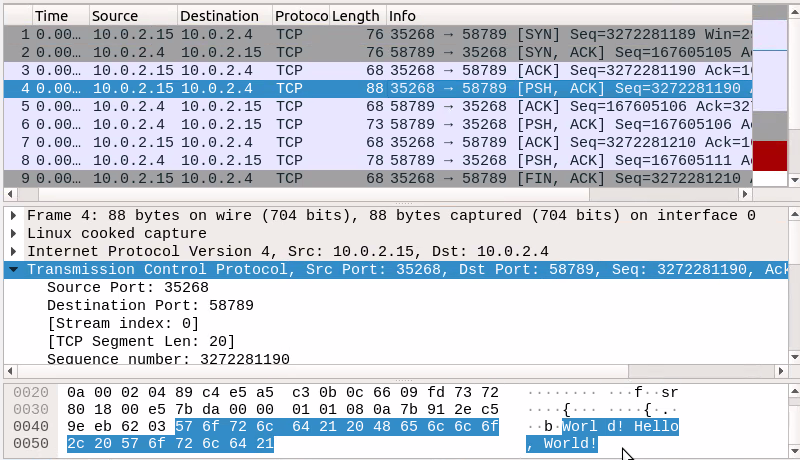 Time Source Destination Protoco Length Info
1 0.00... 10.0.2.15 10.0.2.4 TCP 76 35268 → 58789 [SYN] Seq=3272281189 Win=29
2 0.00... 10.0.2.4 10.0.2.15 TCP 76 58789 → 35268 [SYN, ACK] Seq=167605105 A
3 0.00... 10.0.2.15 10.0.2.4 TCP 68 35268 → 58789 [ACK] Seq=3272281190 Ack=16
4 0.00... 10.0.2.15 10.0.2.4 TCP 88 35268 → 58789 [PSH, ACK] Seq=3272281190
5 0.00... 10.0.2.4 10.0.2.15 TCP 68 58789 → 35268 [ACK] Seq=167605106 Ack=327
6 0.00... 10.0.2.4 10.0.2.15 TCP 73 58789 → 35268 [PSH, ACK] Seq=167605106 A
7 0.00... 10.0.2.15 10.0.2.4 TCP 68 35268 → 58789 [ACK] Seq=3272281210 Ack=16
8 0.00... 10.0.2.4 10.0.2.15 TCP 78 58789 → 35268 [PSH, ACK] Seq=167605111 A
9 0.00... 10.0.2.15 10.0.2.4 TCP 68 35268 → 58789 [FIN, ACK] Seq=3272281210
Frame 4: 88 bytes on wire (704 bits), 88 bytes captured (704 bits) on interface 0
Linux cooked capture
Internet Protocol Version 4, Src: 10.0.2.15, Dst: 10.0.2.4
Transmission Control Protocol, Src Port: 35268, Dst Port: 58789, Seq: 3272281190, Ack
Source Port: 35268
Destination Port: 58789
[Stream index: 0]
[TCP Segment Len: 20]
Sequence number: 3272281190
0020 0a 00 02 04 89 c4 e5 a5 c3 0b 0c 66 09 fd 73 72 ········ ···f··sr
0030 80 18 00 e5 7b da 00 00 01 01 08 0a 7b 91 2e c5 ····{··· ····{·.·
0040 9e eb 62 03 57 6f 72 6c 64 21 20 48 65 6c 6c 6f ··b·Worl d! Hello
0050 2c 20 57 6f 72 6c 64 21 , World!